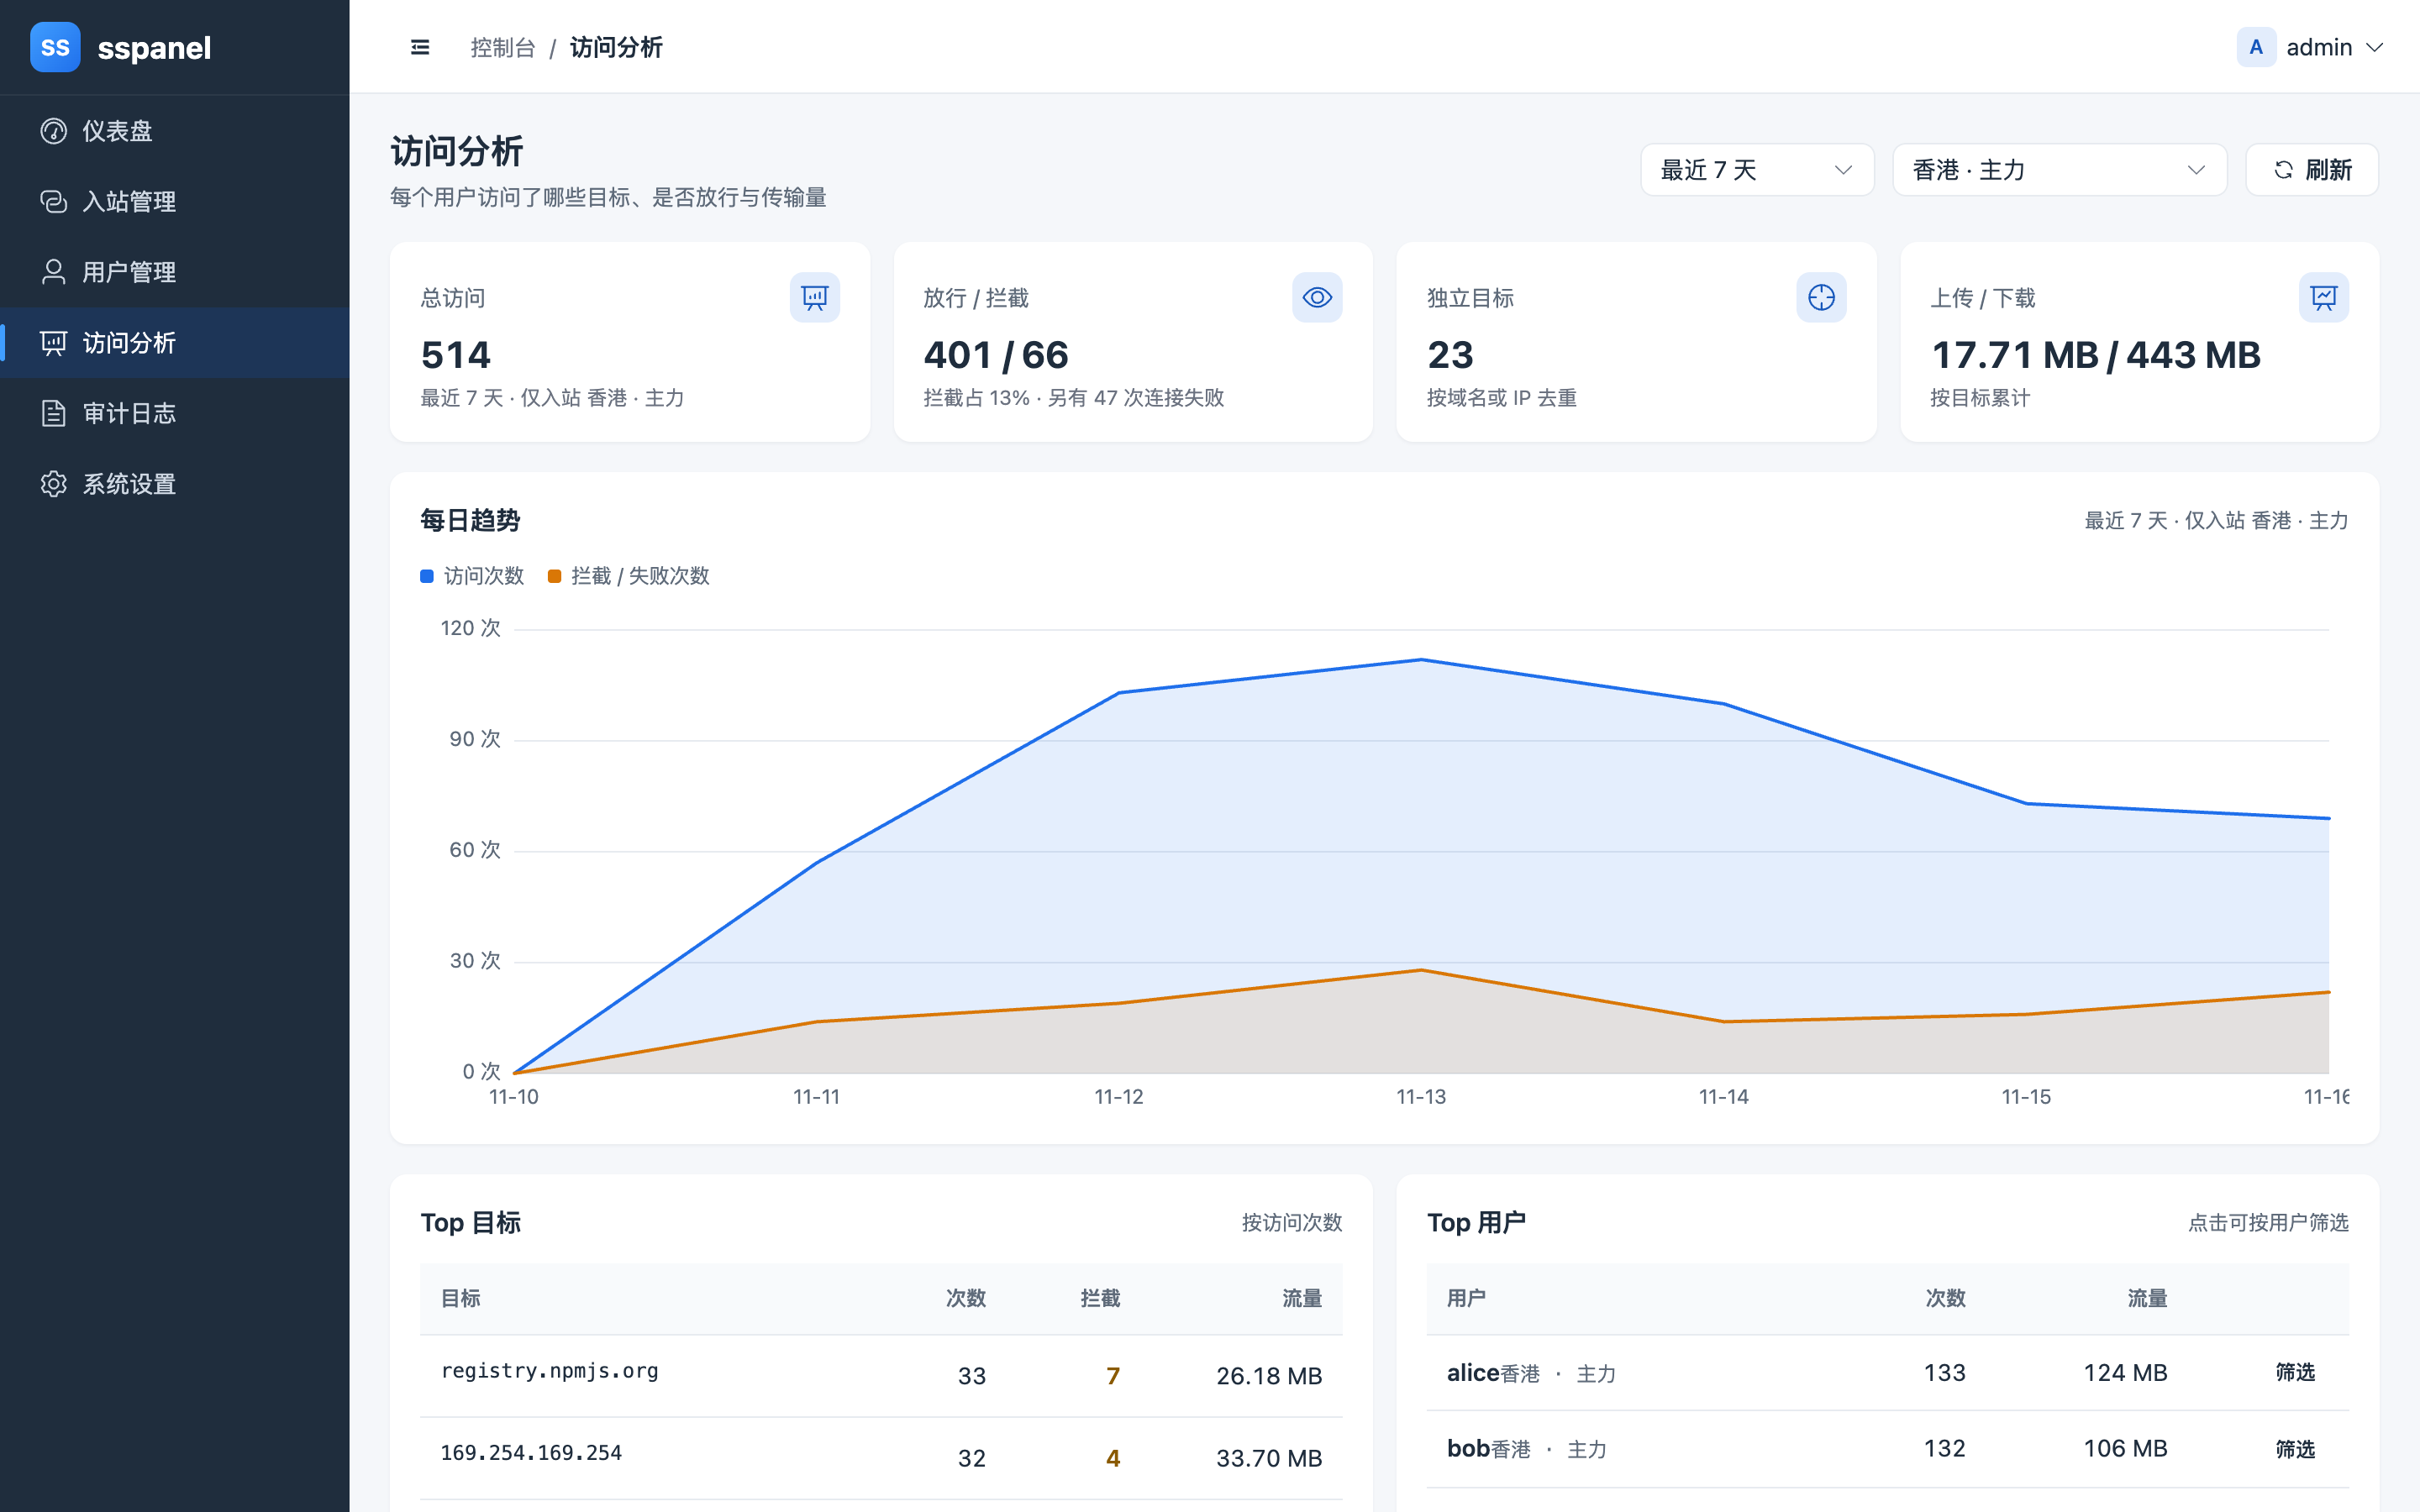 SS sspanel
仪表盘
入站管理
用户管理
访问分析
审计日志
系统设置
控制台 / 访问分析
A admin
访问分析
每个用户访问了哪些目标、是否放行与传输量
最近 7 天
香港 · 主力
刷新
总访问
514
最近 7 天 · 仅入站 香港 · 主力
放行 / 拦截
401 / 66
拦截占 13% · 另有 47 次连接失败
独立目标
23
按域名或 IP 去重
上传 / 下载
17.71 MB / 443 MB
按目标累计
每日趋势
最近 7 天 · 仅入站 香港 · 主力
访问次数 拦截 / 失败次数
120 次
90 次
60 次
30 次
0 次
11-10 11-11 11-12 11-13 11-14 11-15 11-16
Top 目标 按访问次数
目标 次数 拦截 流量
registry.npmjs.org 33 7 26.18 MB
169.254.169.254 32 4 33.70 MB
Top 用户 点击可按用户筛选
用户 次数 流量
alice香港 · 主力 133 124 MB 筛选
bob香港 · 主力 132 106 MB 筛选